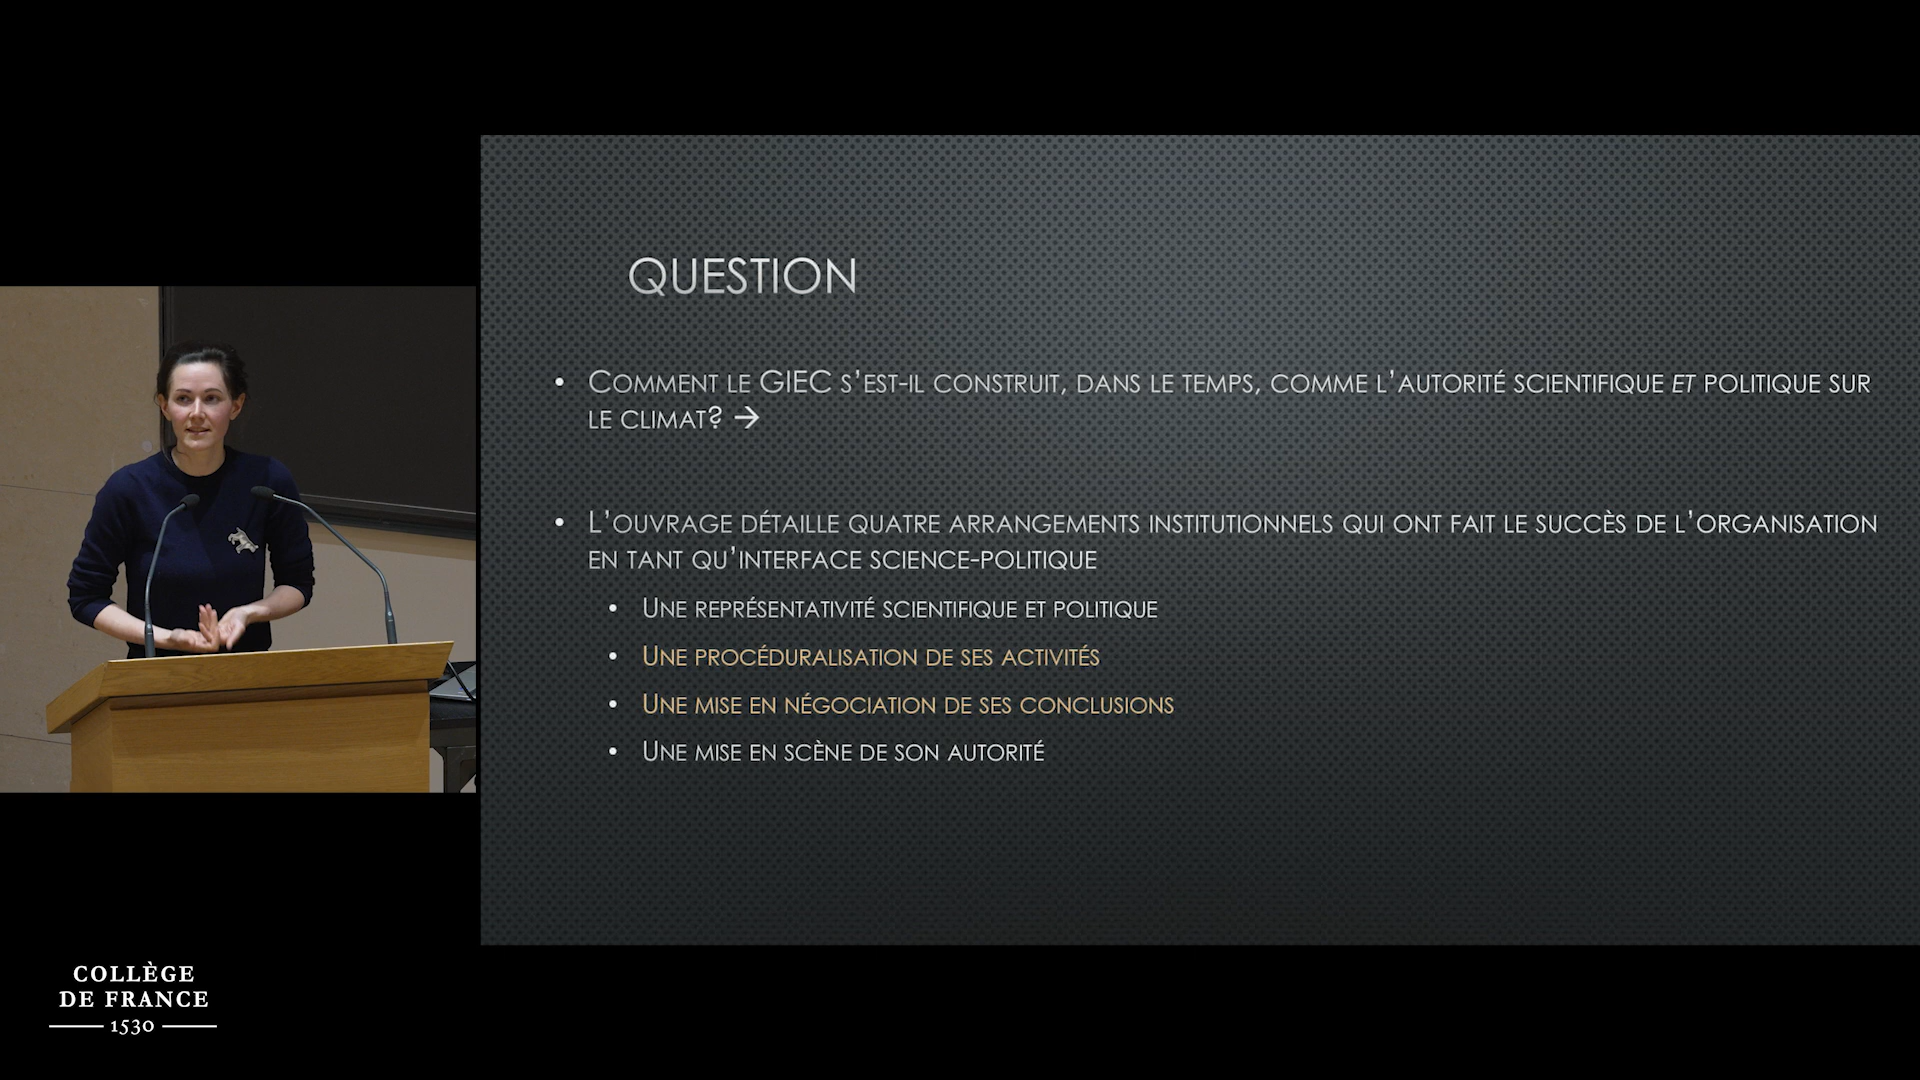 QUESTION
• COMMENT LE GIEC S'EST-IL CONSTRUIT, DANS LE TEMPS, COMME L'AUTORITÉ SCIENTIFIQUE ET POLITIQUE SUR
LE CLIMAT? →
• L'OUVRAGE DÉTAILLE QUATRE ARRANGEMENTS INSTITUTIONNELS QUI ONT FAIT LE SUCCÈS DE L'ORGANISATION
EN TANT QU'INTERFACE SCIENCE-POLITIQUE
• UNE REPRÉSENTATIVITÉ SCIENTIFIQUE ET POLITIQUE
• UNE PROCÉDURALISATION DE SES ACTIVITÉS
• UNE MISE EN NÉGOCIATION DE SES CONCLUSIONS
• UNE MISE EN SCÈNE DE SON AUTORITÉ
COLLÈGE
DE FRANCE
1530